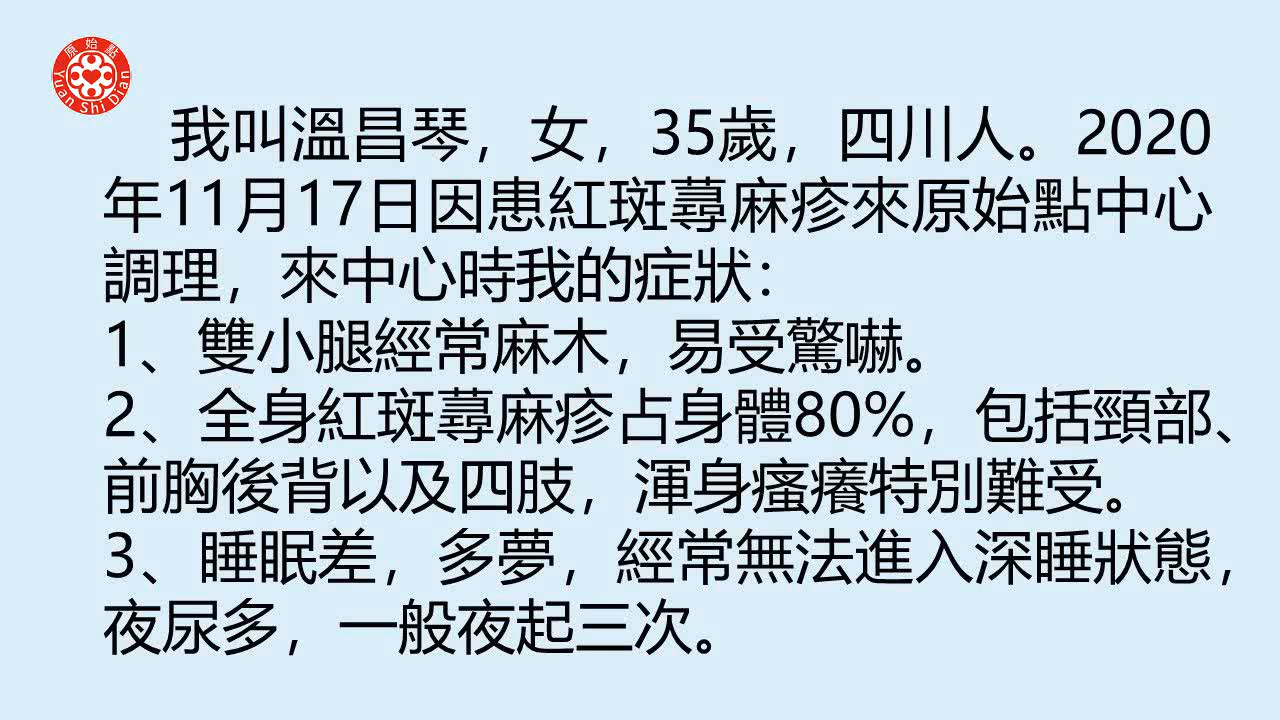 原始點
Yuan Shi Dian
我叫溫昌琴，女，35歲，四川人。2020
年11月17日因患紅斑蕁麻疹來原始點中心
調理，來中心時我的症狀：
1、雙小腿經常麻木，易受驚嚇。
2、全身紅斑蕁麻疹占身體80%，包括頸部、
前胸後背以及四肢，渾身瘙癢特別難受。
3、睡眠差，多夢，經常無法進入深睡狀態，
夜尿多，一般夜起三次。